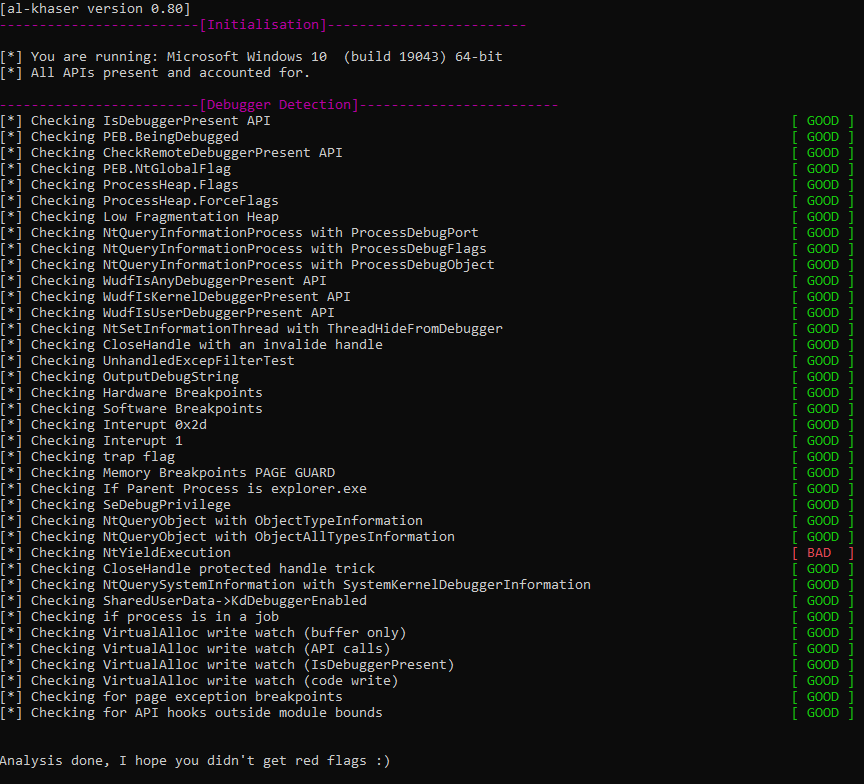 [al-khaser version 0.80]
-------------------------[Initialisation]-------------------------
[*] You are running: Microsoft Windows 10  (build 19043) 64-bit
[*] All APIs present and accounted for.
-------------------------[Debugger Detection]-------------------------
[*] Checking IsDebuggerPresent API [ GOOD ]
[*] Checking PEB.BeingDebugged [ GOOD ]
[*] Checking CheckRemoteDebuggerPresent API [ GOOD ]
[*] Checking PEB.NtGlobalFlag [ GOOD ]
[*] Checking ProcessHeap.Flags [ GOOD ]
[*] Checking ProcessHeap.ForceFlags [ GOOD ]
[*] Checking Low Fragmentation Heap [ GOOD ]
[*] Checking NtQueryInformationProcess with ProcessDebugPort [ GOOD ]
[*] Checking NtQueryInformationProcess with ProcessDebugFlags [ GOOD ]
[*] Checking NtQueryInformationProcess with ProcessDebugObject [ GOOD ]
[*] Checking WudfIsAnyDebuggerPresent API [ GOOD ]
[*] Checking WudfIsKernelDebuggerPresent API [ GOOD ]
[*] Checking WudfIsUserDebuggerPresent API [ GOOD ]
[*] Checking NtSetInformationThread with ThreadHideFromDebugger [ GOOD ]
[*] Checking CloseHandle with an invalide handle [ GOOD ]
[*] Checking UnhandledExcepFilterTest [ GOOD ]
[*] Checking OutputDebugString [ GOOD ]
[*] Checking Hardware Breakpoints [ GOOD ]
[*] Checking Software Breakpoints [ GOOD ]
[*] Checking Interupt 0x2d [ GOOD ]
[*] Checking Interupt 1 [ GOOD ]
[*] Checking trap flag [ GOOD ]
[*] Checking Memory Breakpoints PAGE GUARD [ GOOD ]
[*] Checking If Parent Process is explorer.exe [ GOOD ]
[*] Checking SeDebugPrivilege [ GOOD ]
[*] Checking NtQueryObject with ObjectTypeInformation [ GOOD ]
[*] Checking NtQueryObject with ObjectAllTypesInformation [ GOOD ]
[*] Checking NtYieldExecution [ BAD  ]
[*] Checking CloseHandle protected handle trick [ GOOD ]
[*] Checking NtQuerySystemInformation with SystemKernelDebuggerInformation [ GOOD ]
[*] Checking SharedUserData->KdDebuggerEnabled [ GOOD ]
[*] Checking if process is in a job [ GOOD ]
[*] Checking VirtualAlloc write watch (buffer only) [ GOOD ]
[*] Checking VirtualAlloc write watch (API calls) [ GOOD ]
[*] Checking VirtualAlloc write watch (IsDebuggerPresent) [ GOOD ]
[*] Checking VirtualAlloc write watch (code write) [ GOOD ]
[*] Checking for page exception breakpoints [ GOOD ]
[*] Checking for API hooks outside module bounds [ GOOD ]
Analysis done, I hope you didn't get red flags :)